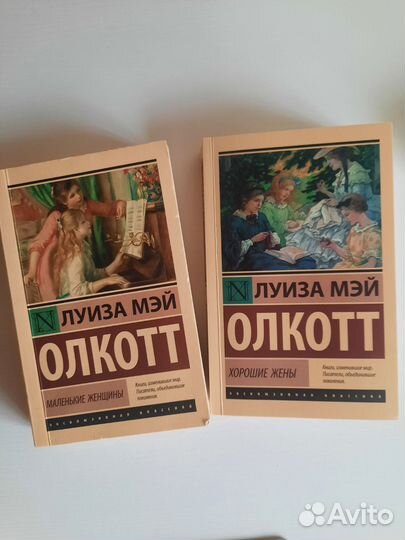 N ЛУИЗА МЭЙ
ОЛКОТТ
МАЛЕНЬКИЕ ЖЕНЩИНЫ
Книги, изменившие мир.
Писатели, объединившие
поколения.
ЭКСКЛЮЗИВНАЯ КЛАССИКА
N ЛУИЗА МЭЙ
ОЛКОТТ
ХОРОШИЕ ЖЕНЫ
Книги, изменившие мир.
Писатели, объединившие
поколения.
ЭКСКЛЮЗИВНАЯ КЛАССИКА
Avito